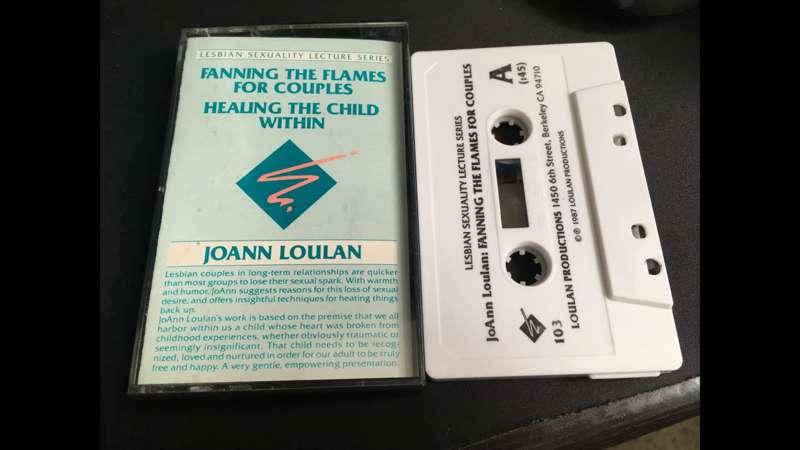 LESBIAN SEXUALITY LECTURE SERIES
FANNING THE FLAMES
FOR COUPLES
HEALING THE CHILD
WITHIN
JOANN LOULAN
Lesbian couples in long-term relationships are quicker
than most groups to lose their sexual spark. With warmth
and humor, JoAnn suggests reasons for this loss of sexual
desire, and offers insightful techniques for heating things
back up.
JoAnn Loulan's work is based on the premise that we all
harbor within us a child whose heart was broken from
childhood experiences, whether obviously traumatic or
seemingly insignificant. That child needs to be recog-
nized, loved and nurtured in order for our adult to be truly
free and happy. A very gentle, empowering presentation.
LESBIAN SEXUALITY LECTURE SERIES
JoAnn Loulan: FANNING THE FLAMES FOR COUPLES
A
(:45)
103
LOULAN PRODUCTIONS 1450 6th Street, Berkeley CA 94710
©℗ 1987 LOULAN PRODUCTIONS